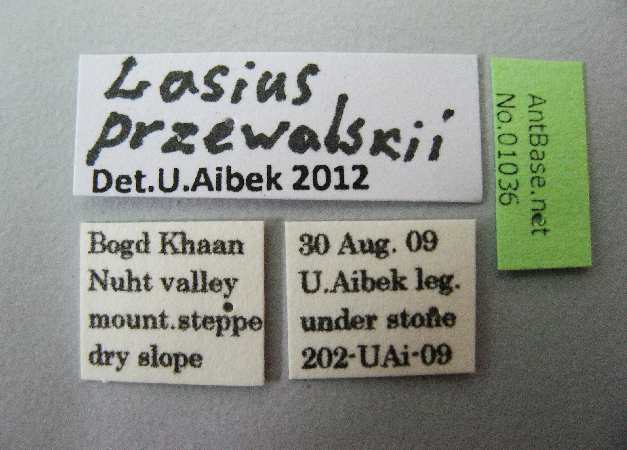 Lasius
przewalskii
Det.U.Aibek 2012
AntBase.net
No.01036
Bogd Khaan
Nuht valley
mount.steppe
dry slope
30 Aug. 09
U.Aibek leg.
under stone
202-UAi-09